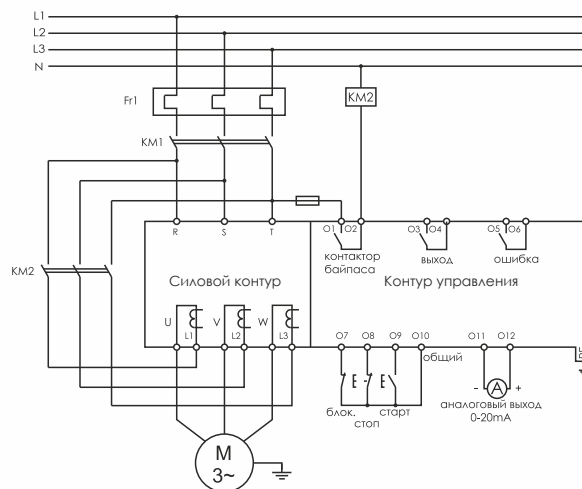 L1
L2
L3
N
Fr1
KM2
KM1
R
S
T
O1
O2
O3
O4
O5
O6
контактор
байпаса
выход
ошибка
KM2
Силовой контур
Контур управления
U
L1
V
L2
W
L3
O7
O8
O9
O10
O11
O12
PE
общий
E
E
- A +
блок.
старт
стоп
аналоговый выход
0-20mA
M
3~